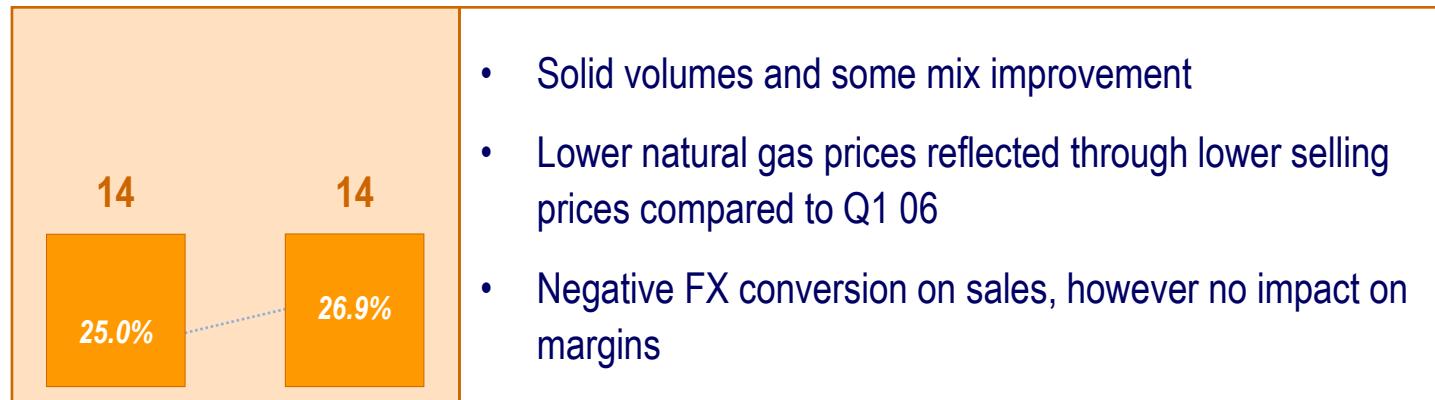 14 14
25.0% 26.9%
• Solid volumes and some mix improvement
• Lower natural gas prices reflected through lower selling
prices compared to Q1 06
• Negative FX conversion on sales, however no impact on
margins